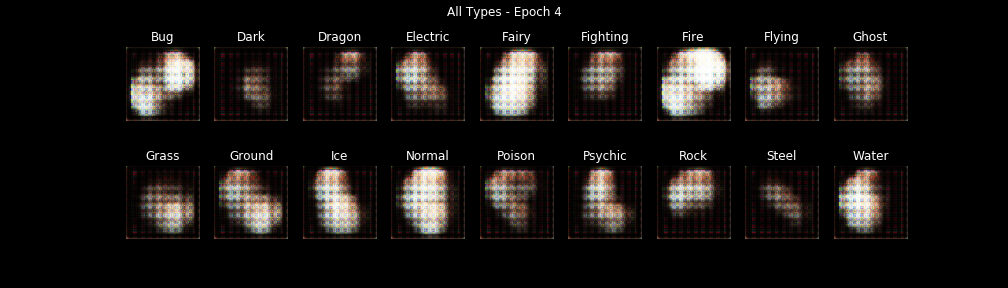 All Types - Epoch 4
Bug Dark Dragon Electric Fairy Fighting Fire Flying Ghost
Grass Ground Ice Normal Poison Psychic Rock Steel Water